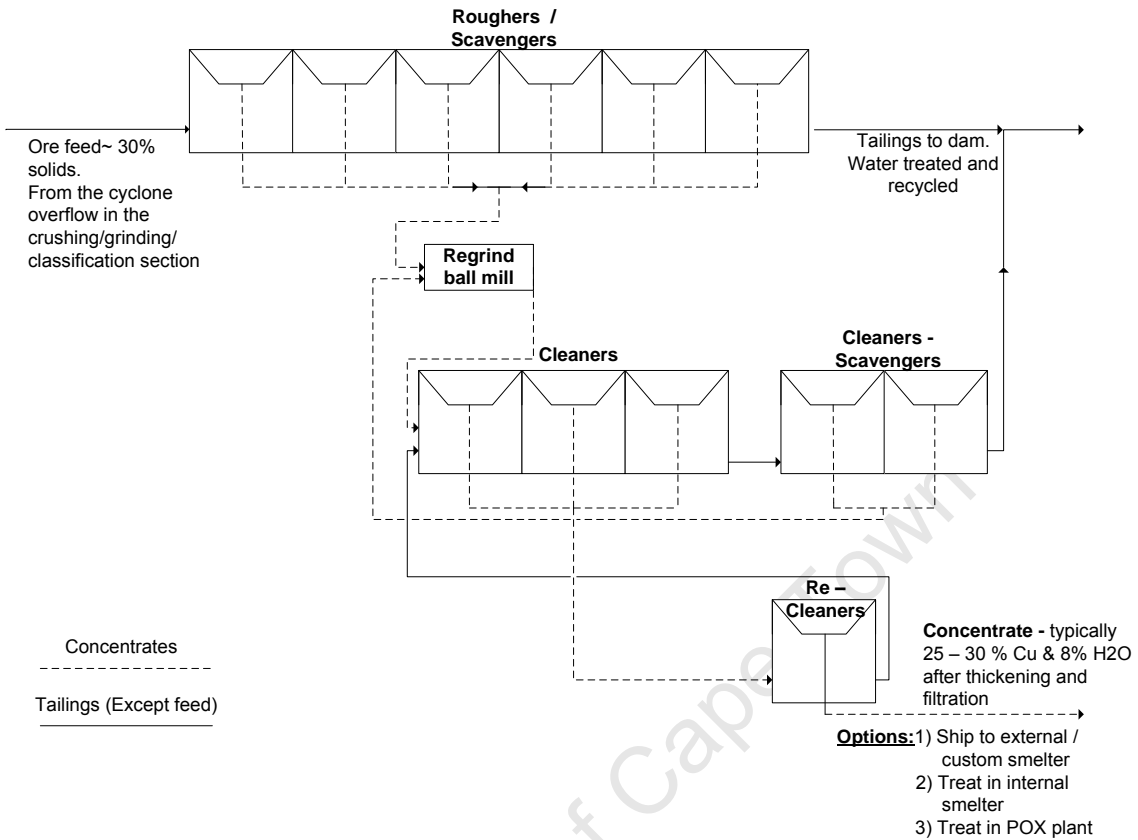 Roughers /
Scavengers
Ore feed~ 30%
solids.
From the cyclone
overflow in the
crushing/grinding/
classification section
Tailings to dam.
Water treated and
recycled
Regrind
ball mill
Cleaners
Cleaners -
Scavengers
Re –
Cleaners
Concentrates
Tailings (Except feed)
Concentrate - typically
25 – 30 % Cu & 8% H2O
after thickening and
filtration
Options:1) Ship to external /
custom smelter
2) Treat in internal
smelter
3) Treat in POX plant
of Cape Town